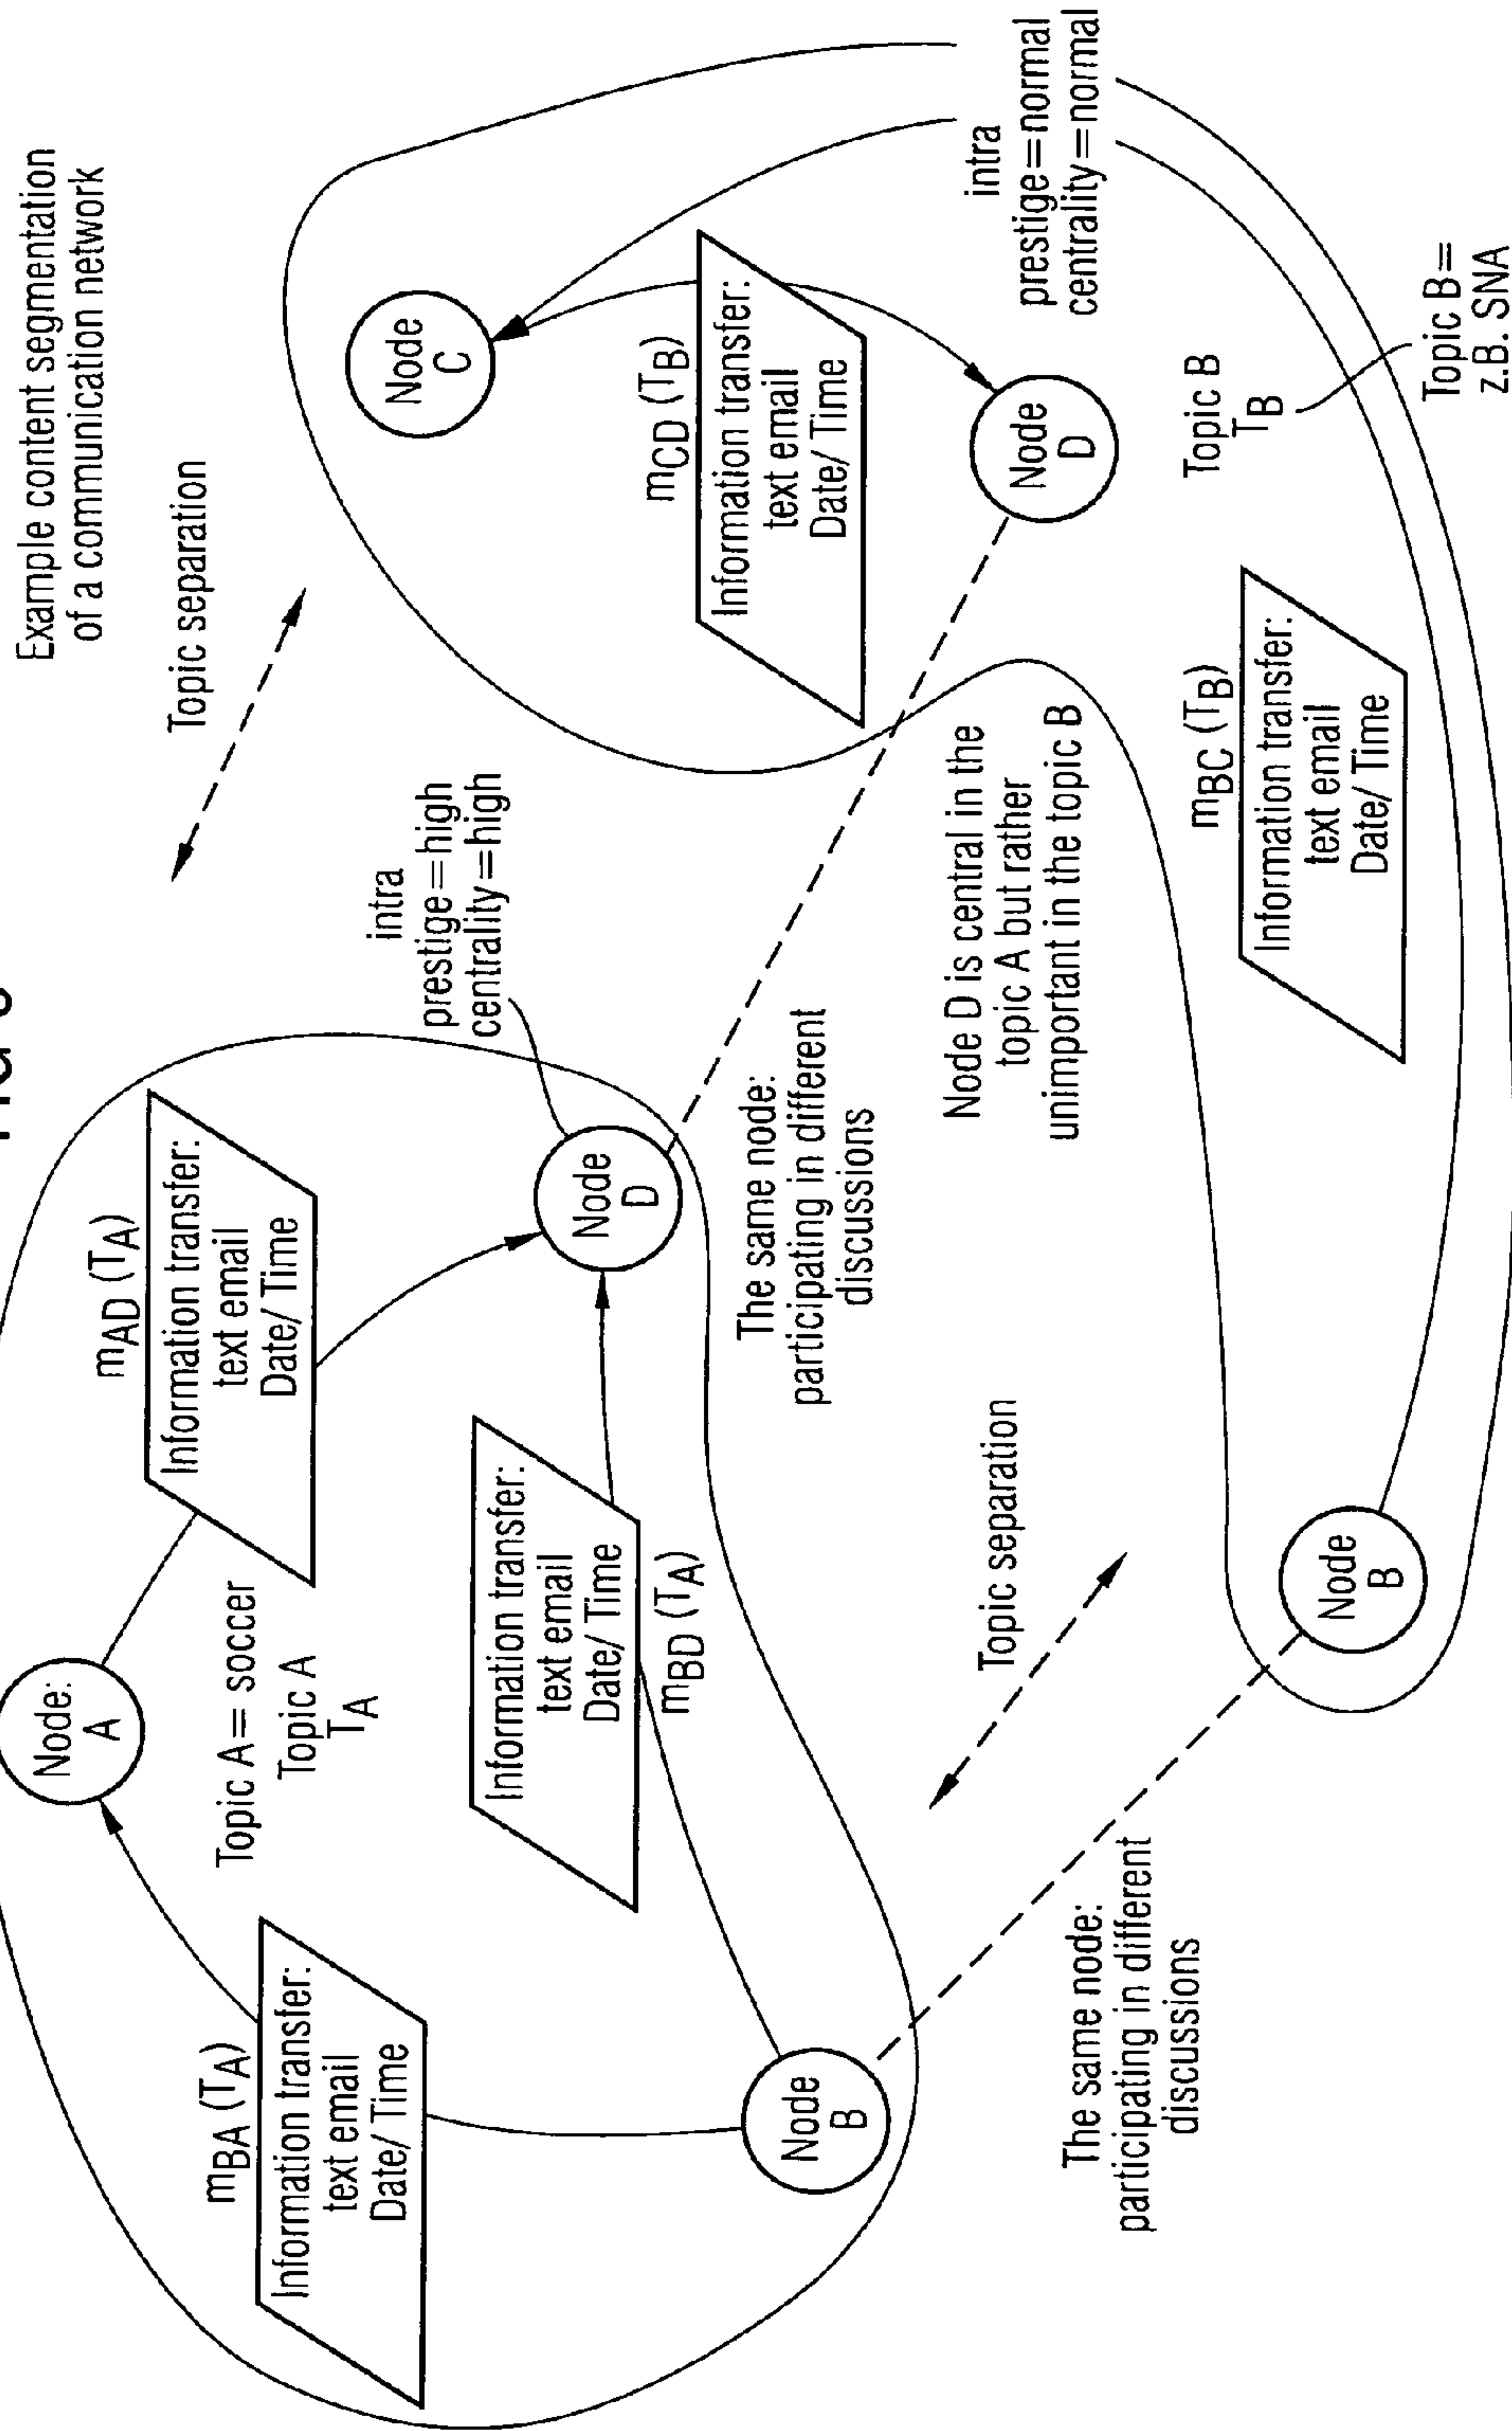 Example content segmentation
of a communication network
Topic separation
Node:
A
Topic A = soccer
Topic A
TA
mBA (TA)
Information transfer:
text email
Date/ Time
mAD (TA)
Information transfer:
text email
Date/ Time
Information transfer:
text email
Date/ Time
mBD (TA)
Node
B
Node
D
intra
prestige=high
centrality=high
The same node:
participating in different
discussions
Node
C
mCD (TB)
Information transfer:
text email
Date/ Time
Node
D
intra
prestige=normal
centrality=normal
Node D is central in the
topic A but rather
unimportant in the topic B
Topic separation
The same node:
participating in different
discussions
Node
B
mBC (TB)
Information transfer:
text email
Date/ Time
Topic B
TB
Topic B=
z.B. SNA